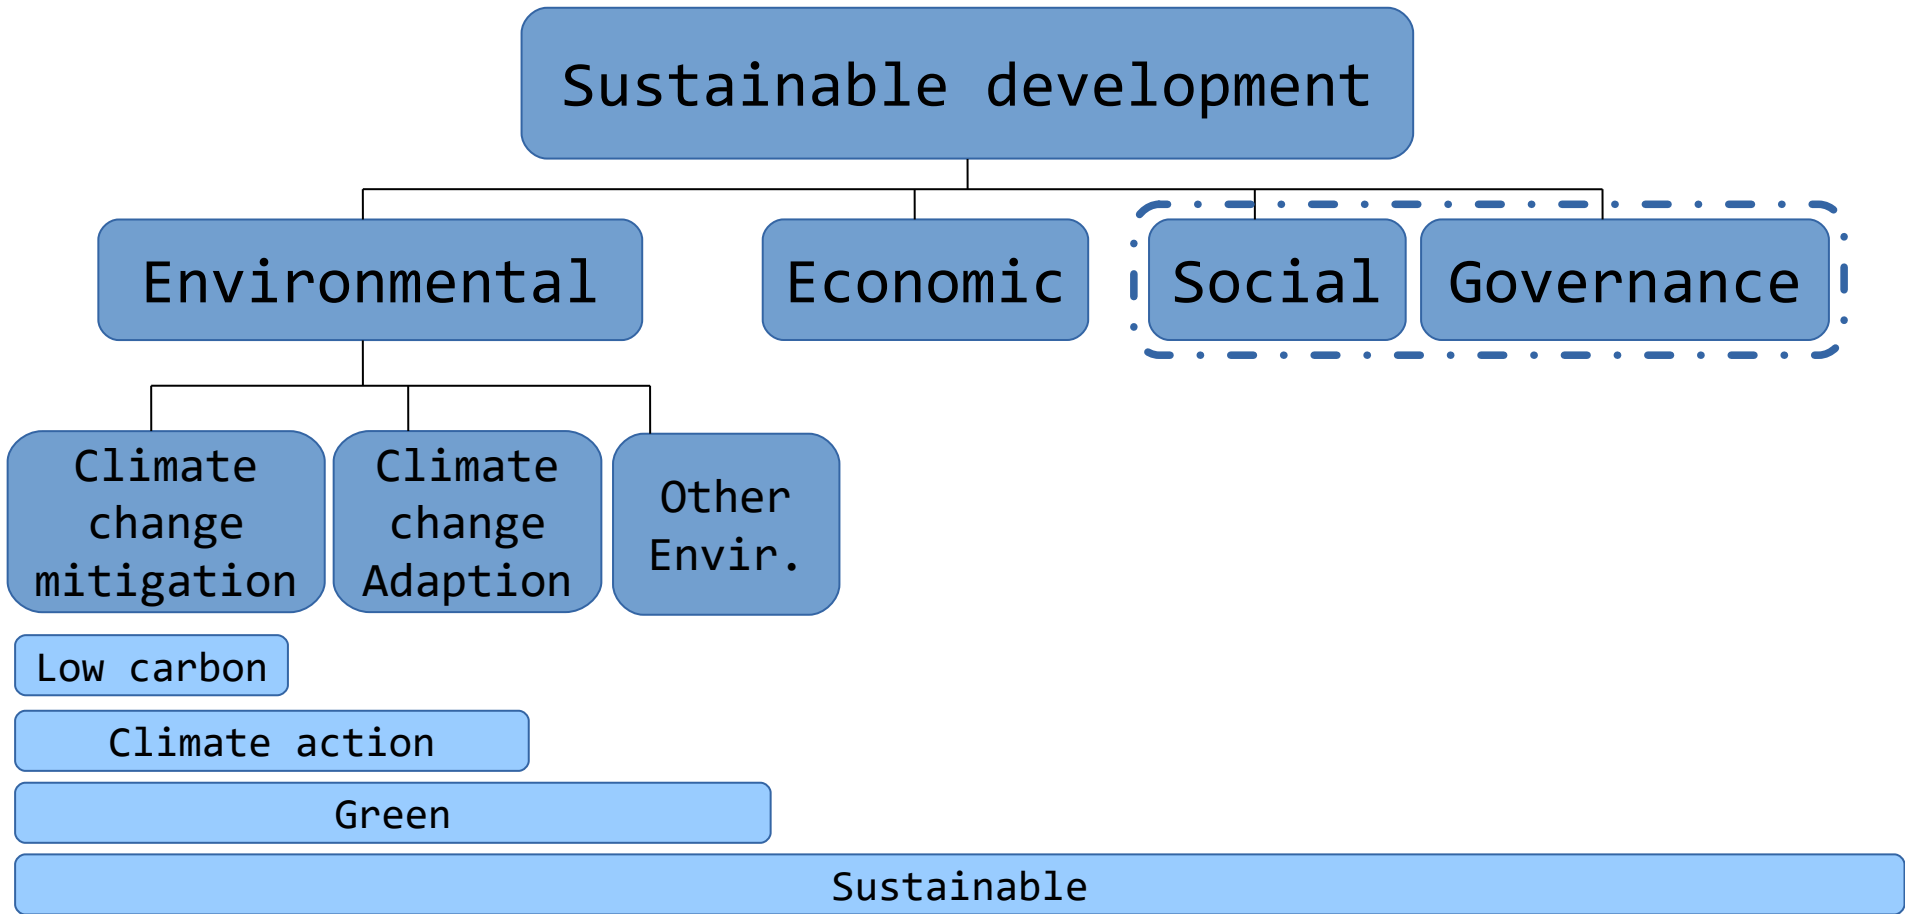 Sustainable development
Environmental
Economic
Social
Governance
Climate
change
mitigation
Climate
change
Adaption
Other
Envir.
Low carbon
Climate action
Green
Sustainable